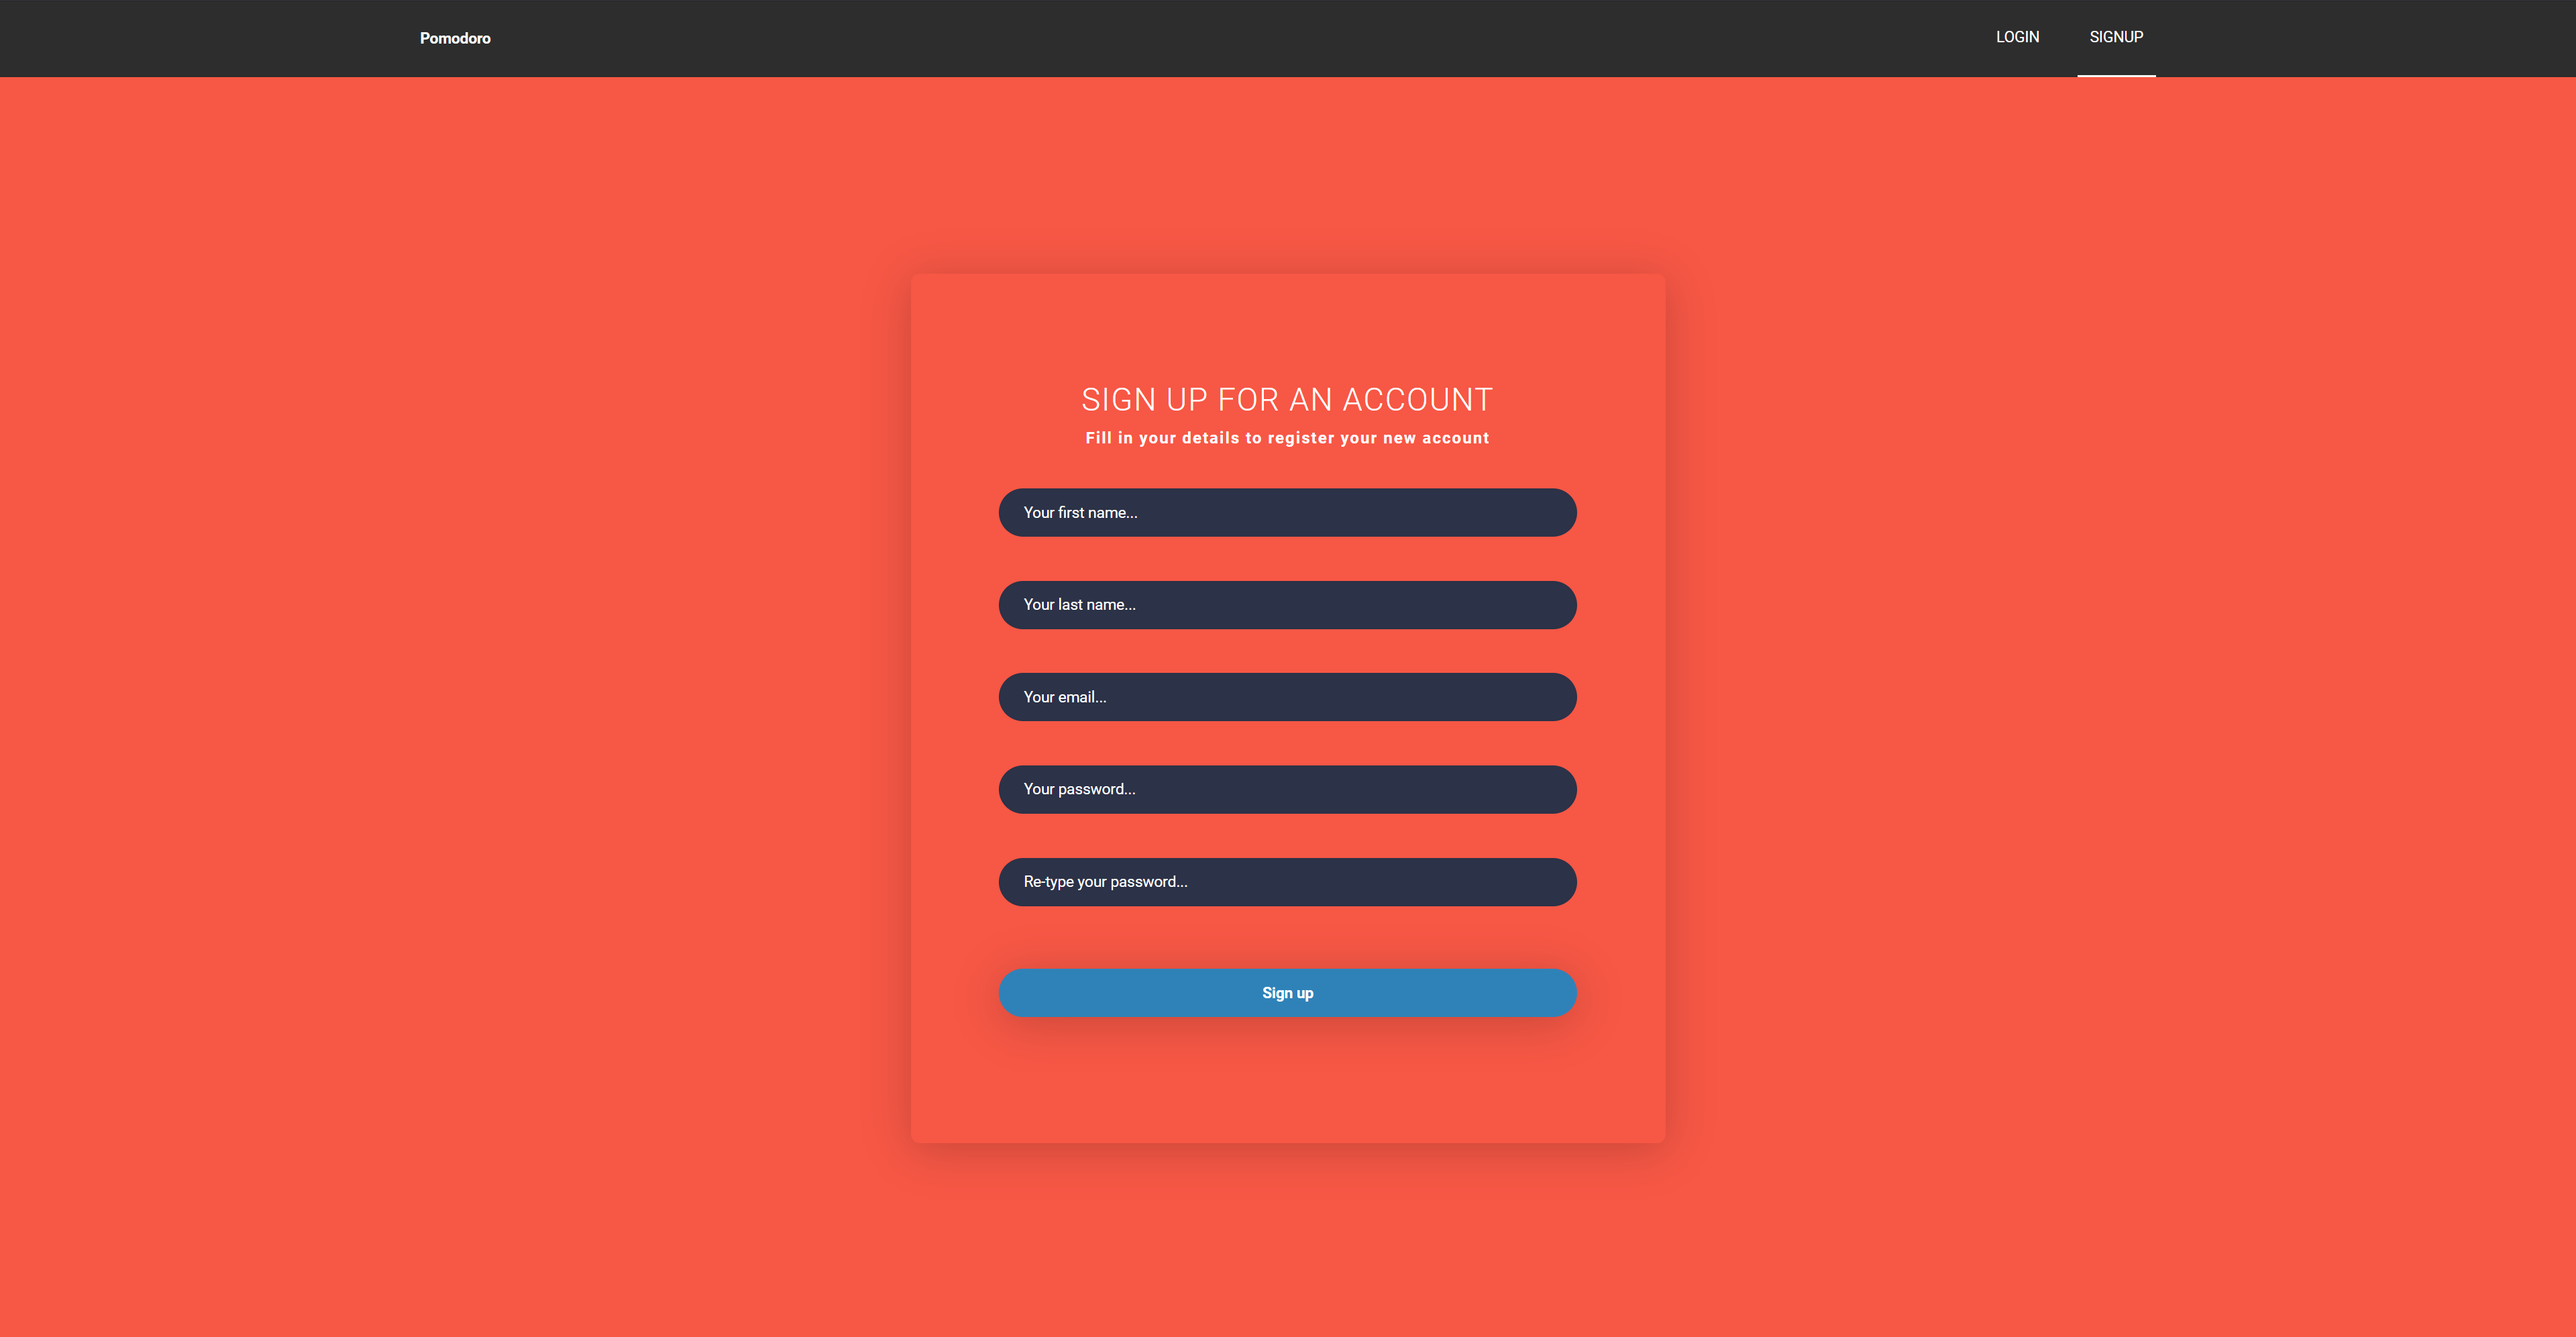 Pomodoro
LOGIN
SIGNUP
SIGN UP FOR AN ACCOUNT
Fill in your details to register your new account
Your first name...
Your last name...
Your email...
Your password...
Re-type your password...
Sign up